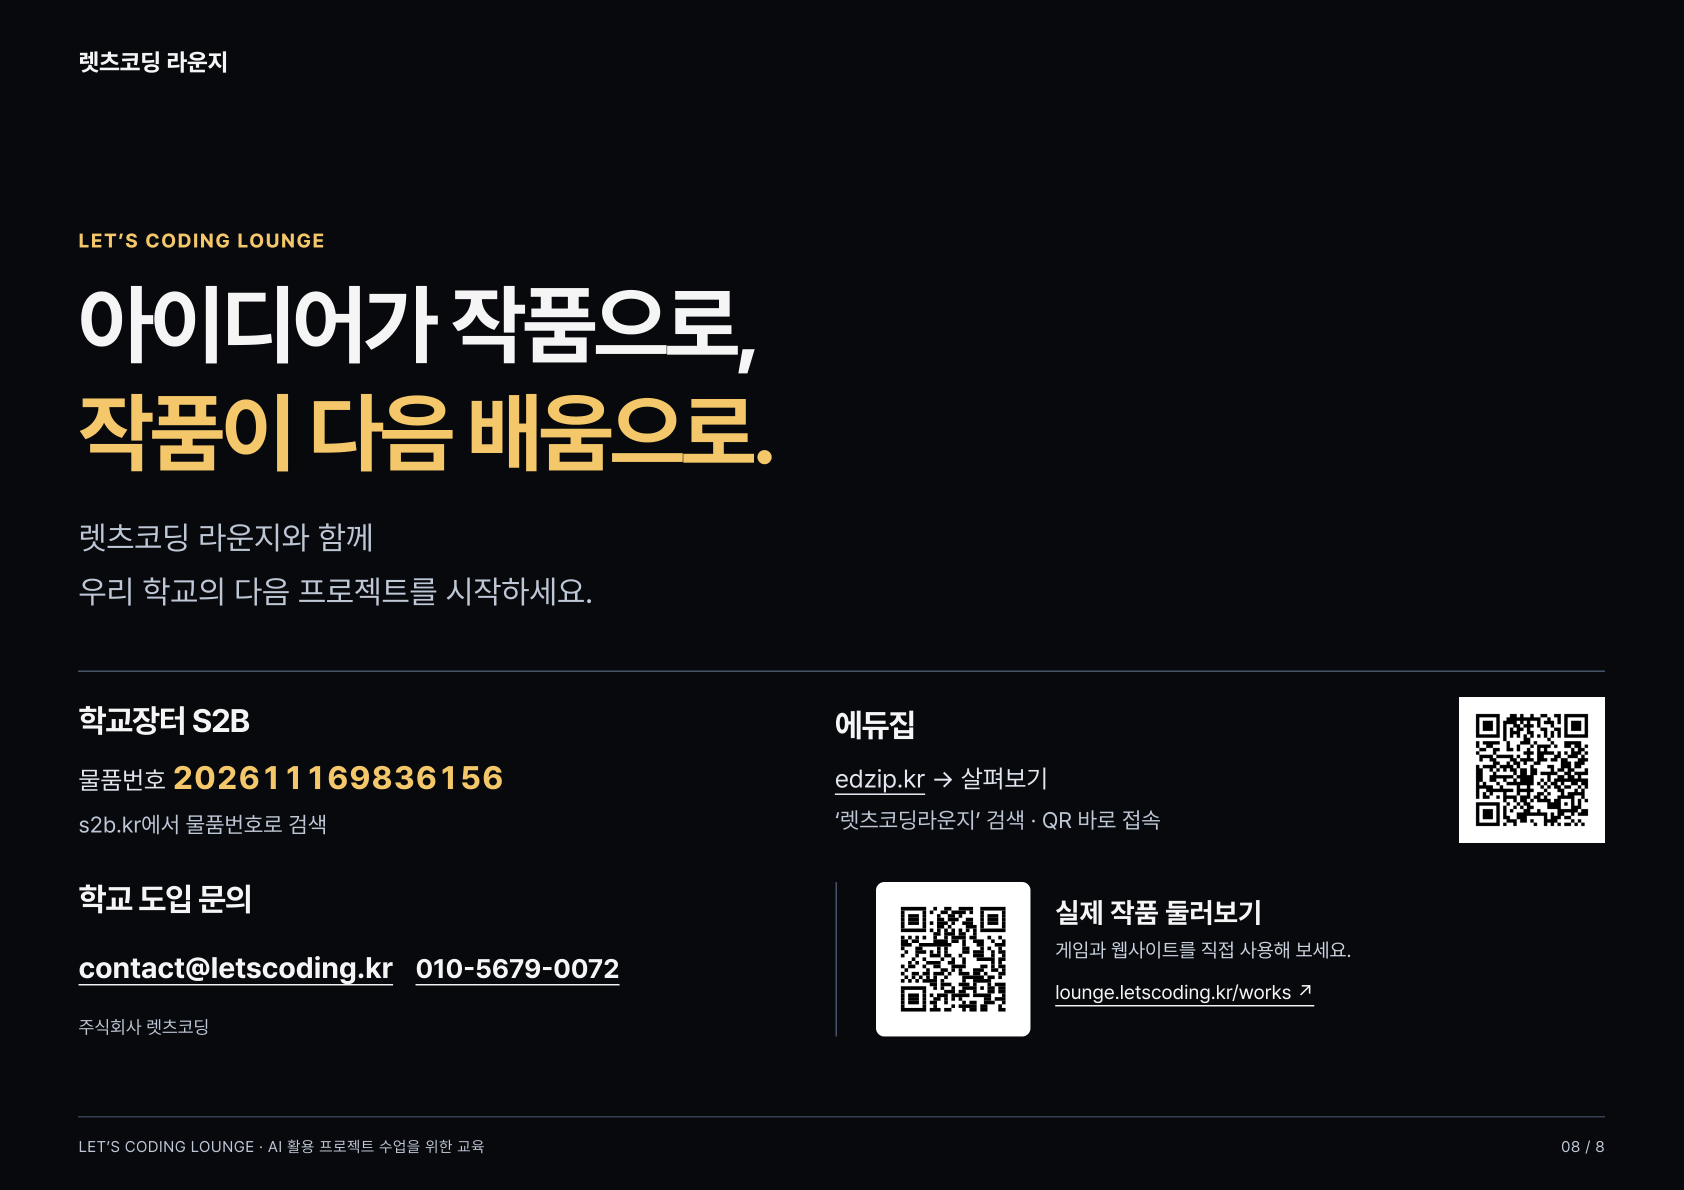 렛츠코딩 라운지
LET’S CODING LOUNGE
아이디어가 작품으로,
작품이 다음 배움으로.
렛츠코딩 라운지와 함께
우리 학교의 다음 프로젝트를 시작하세요.
학교장터 S2B
물품번호 202611169836156
s2b.kr에서 물품번호로 검색
에듀집
edzip.kr → 살펴보기
‘렛츠코딩라운지’ 검색 · QR 바로 접속
학교 도입 문의
contact@letscoding.kr 010-5679-0072
주식회사 렛츠코딩
실제 작품 둘러보기
게임과 웹사이트를 직접 사용해 보세요.
lounge.letscoding.kr/works ↗
LET’S CODING LOUNGE · AI 활용 프로젝트 수업을 위한 교육
08 / 8